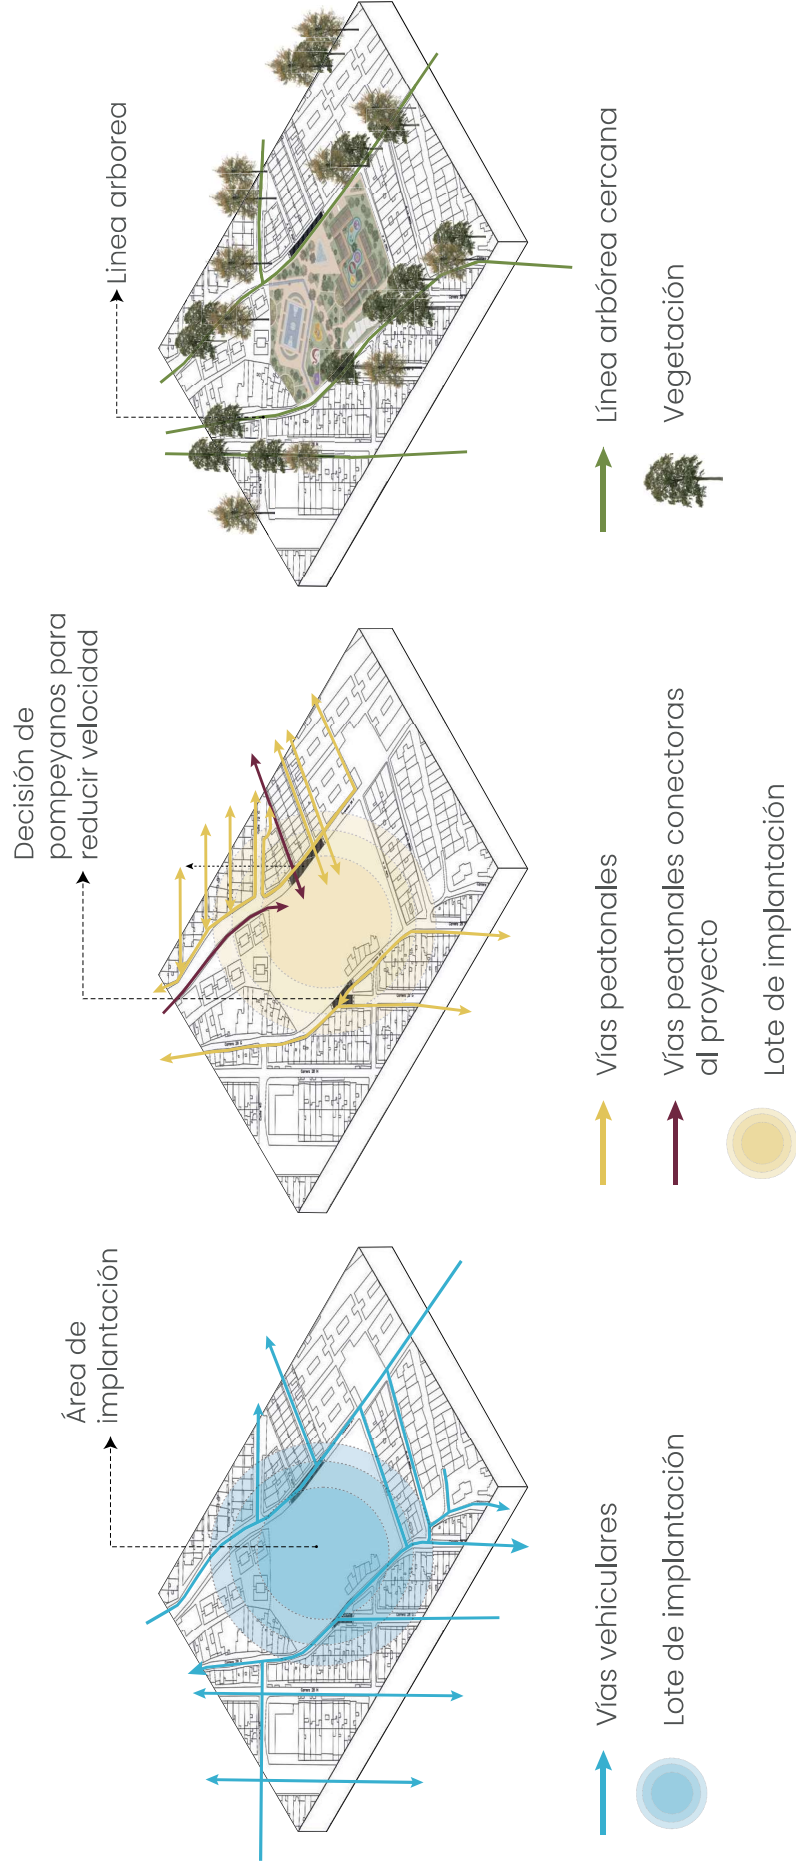 Área de
implantación
Vías vehiculares
Lote de implantación
Decisión de
pompeyanos para
reducir velocidad
Vías peatonales
Vías peatonales conectoras
al proyecto
Lote de implantación
Linea arborea
Línea arbórea cercana
Vegetación